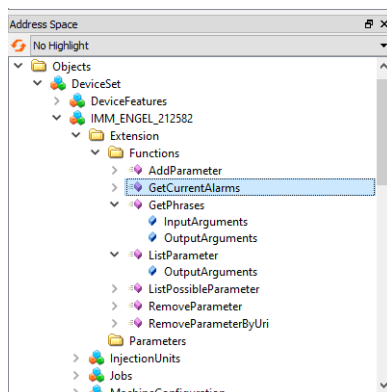 Address Space
No Highlight
Objects
DeviceSet
DeviceFeatures
IMM_ENGEL_212582
Extension
Functions
AddParameter
GetCurrentAlarms
GetPhrases
InputArguments
OutputArguments
ListParameter
OutputArguments
ListPossibleParameter
RemoveParameter
RemoveParameterByUri
Parameters
InjectionUnits
Jobs
MachineConfiguration